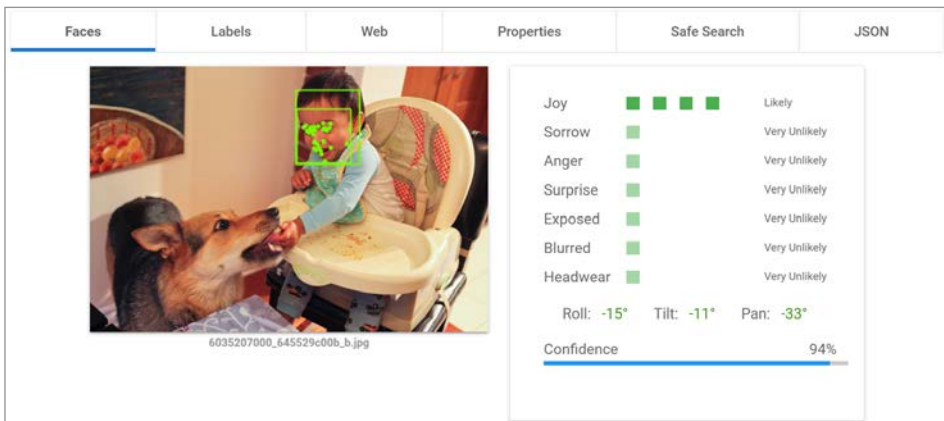 Faces Labels Web Properties Safe Search JSON
Joy Likely
Sorrow Very Unlikely
Anger Very Unlikely
Surprise Very Unlikely
Exposed Very Unlikely
Blurred Very Unlikely
Headwear Very Unlikely
Roll: -15° Tilt: -11° Pan: -33°
6035207000_645529c00b_b.jpg
Confidence 94%